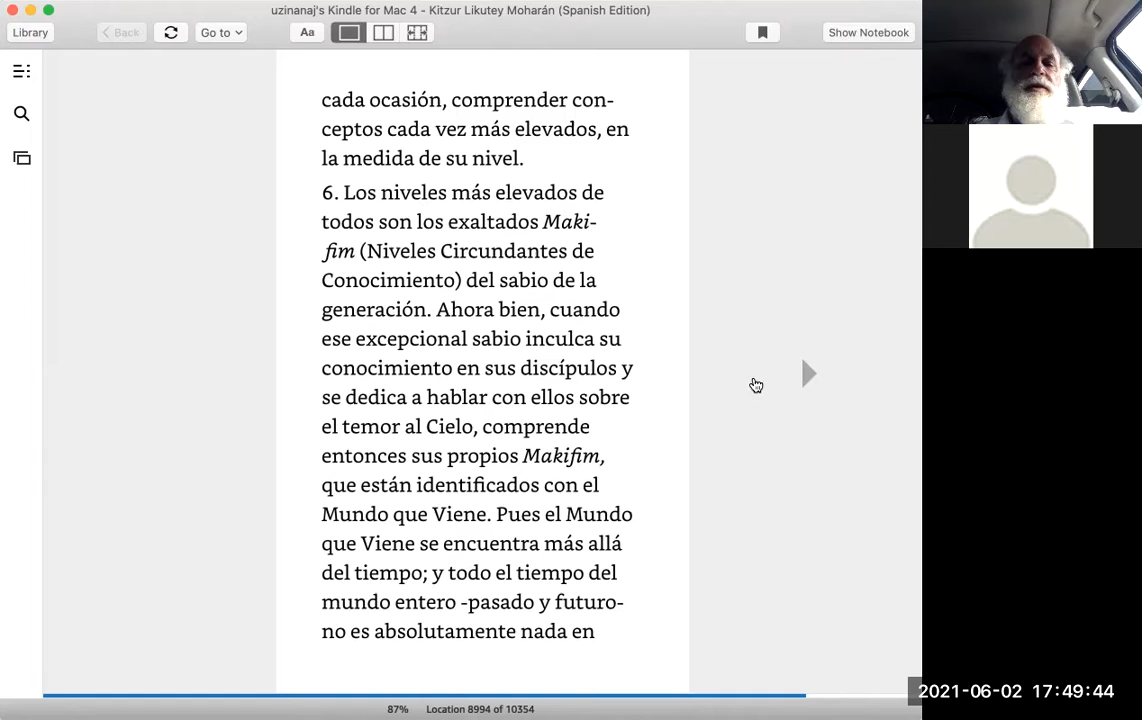 uzinanaj's Kindle for Mac 4 - Kitzur Likutey Moharán (Spanish Edition)
Library
Back
Go to
Aa
Show Notebook
cada ocasión, comprender con-
ceptos cada vez más elevados, en
la medida de su nivel.
6. Los niveles más elevados de
todos son los exaltados Maki-
fim (Niveles Circundantes de
Conocimiento) del sabio de la
generación. Ahora bien, cuando
ese excepcional sabio inculca su
conocimiento en sus discípulos y
se dedica a hablar con ellos sobre
el temor al Cielo, comprende
entonces sus propios Makifim,
que están identificados con el
Mundo que Viene. Pues el Mundo
que Viene se encuentra más allá
del tiempo; y todo el tiempo del
mundo entero -pasado y futuro-
no es absolutamente nada en
87% Location 8994 of 10354
2021-06-02 17:49:44